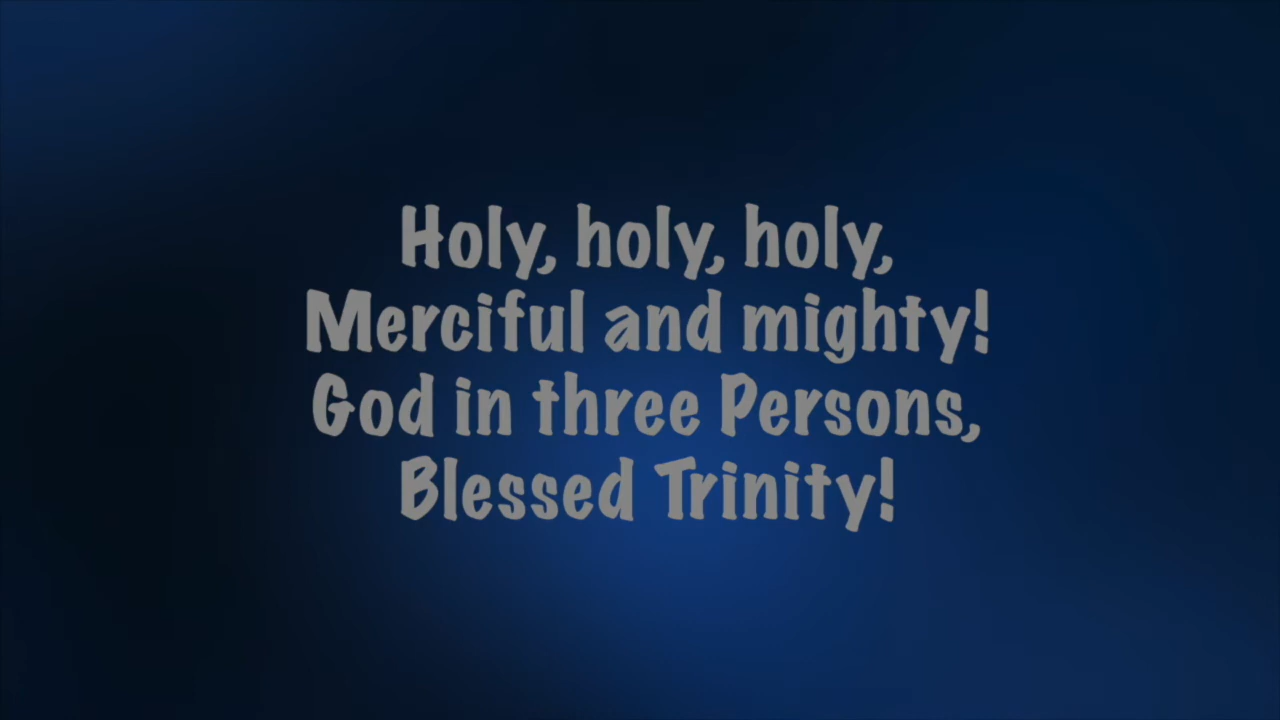 Holy, holy, holy,
Merciful and mighty!
God in three Persons,
Blessed Trinity!